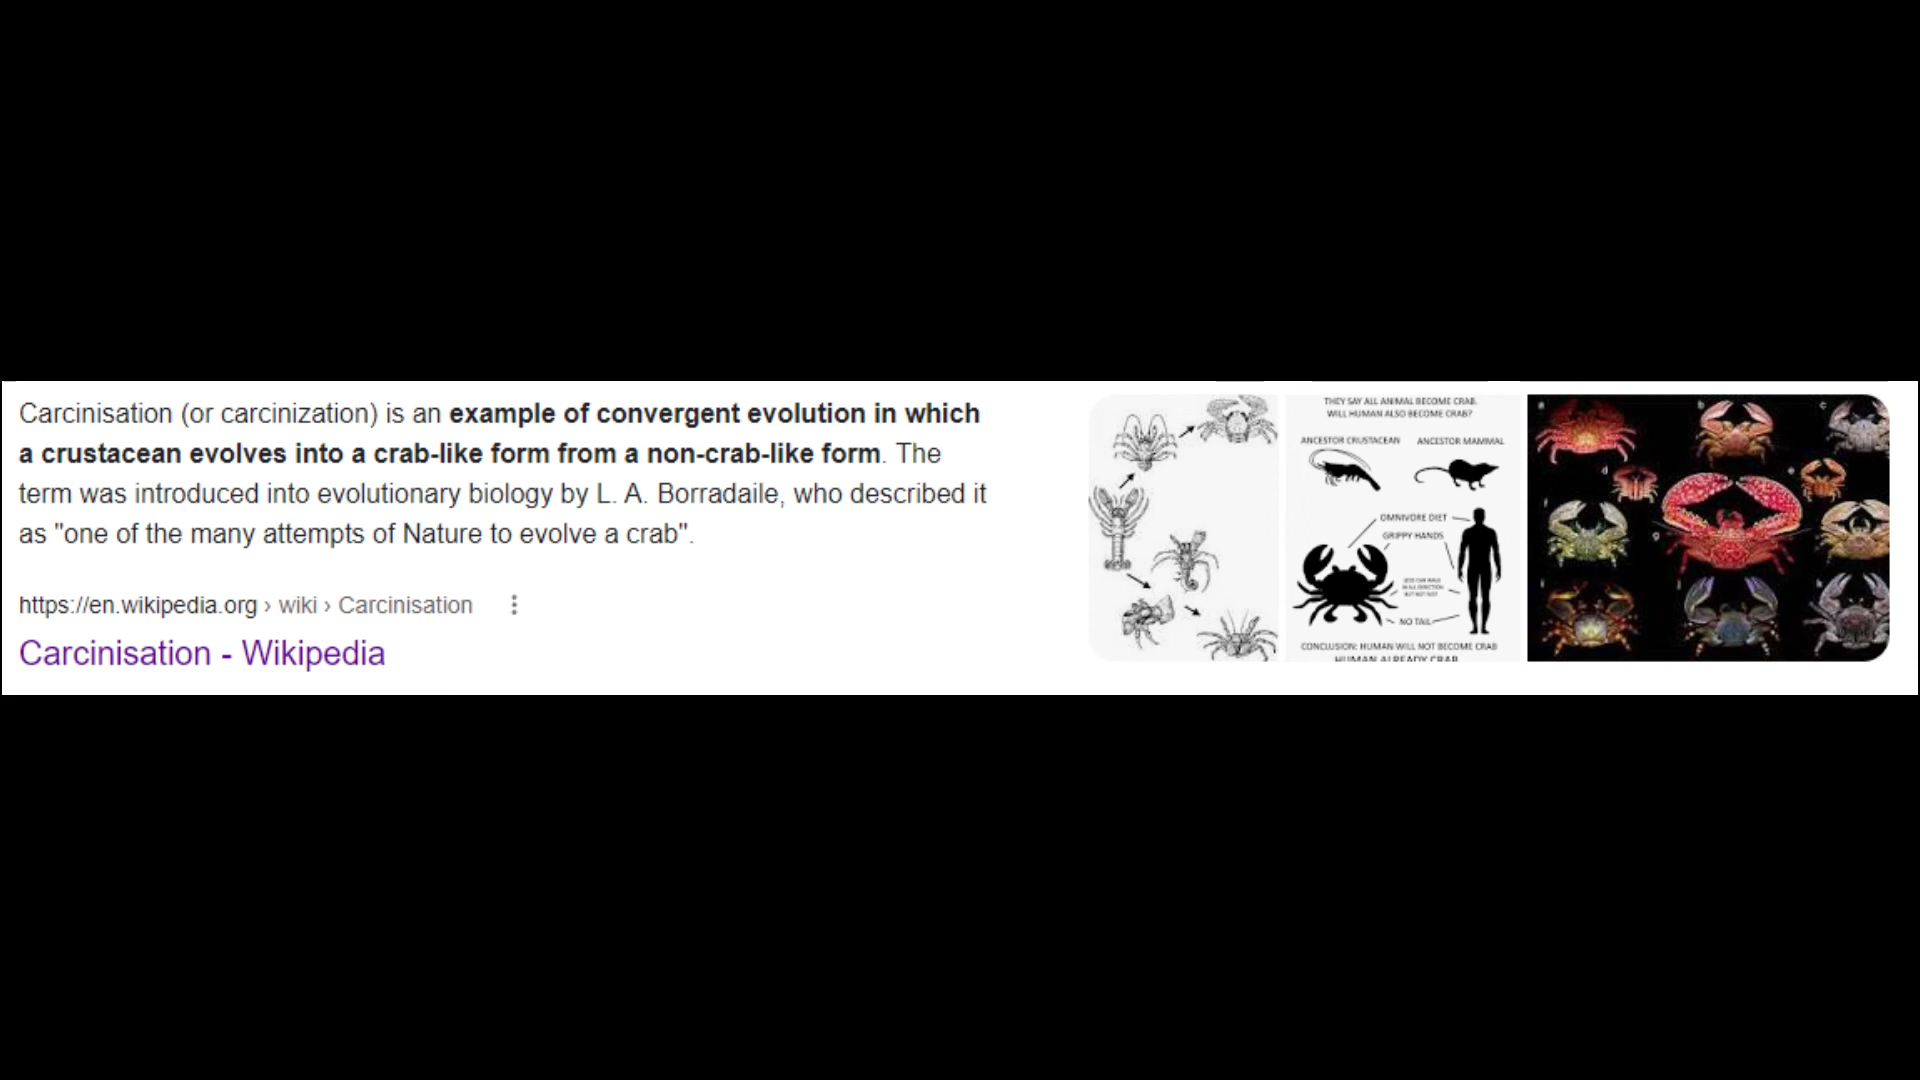 Carcinisation (or carcinization) is an example of convergent evolution in which
a crustacean evolves into a crab-like form from a non-crab-like form. The
term was introduced into evolutionary biology by L. A. Borradaile, who described it
as "one of the many attempts of Nature to evolve a crab".
https://en.wikipedia.org › wiki › Carcinisation
Carcinisation - Wikipedia
THEY SAY ALL ANIMAL BECOME CRAB.
WILL HUMAN ALSO BECOME CRAB?
ANCESTOR CRUSTACEAN
ANCESTOR MAMMAL
OMNIVORE DIET
GRIPPY HANDS
NO TAIL
CONCLUSION: HUMAN WILL NOT BECOME CRAB
HUMAN ALREADY CRAB
a
b
c
d
e
g